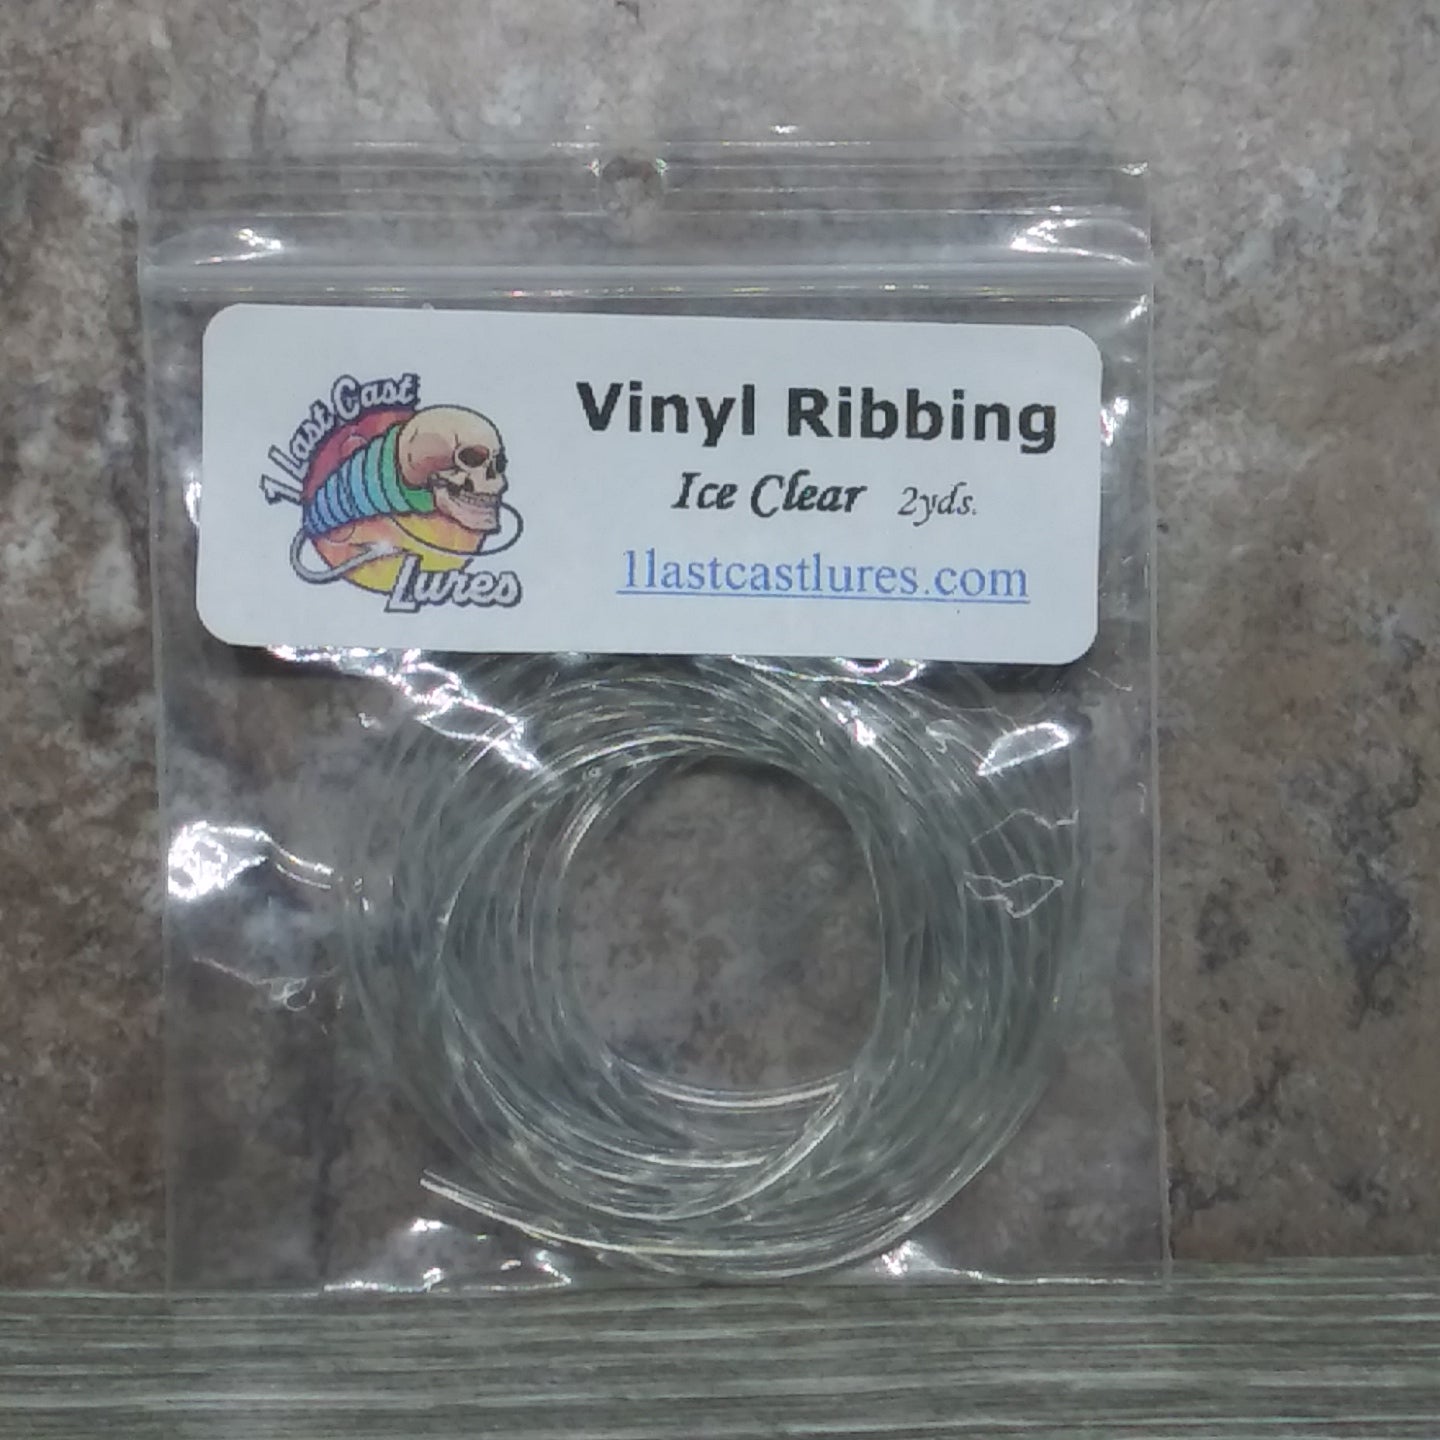 1 Last Cast
Lures
Vinyl Ribbing
Ice Clear 2yds.
1lastcastlures.com